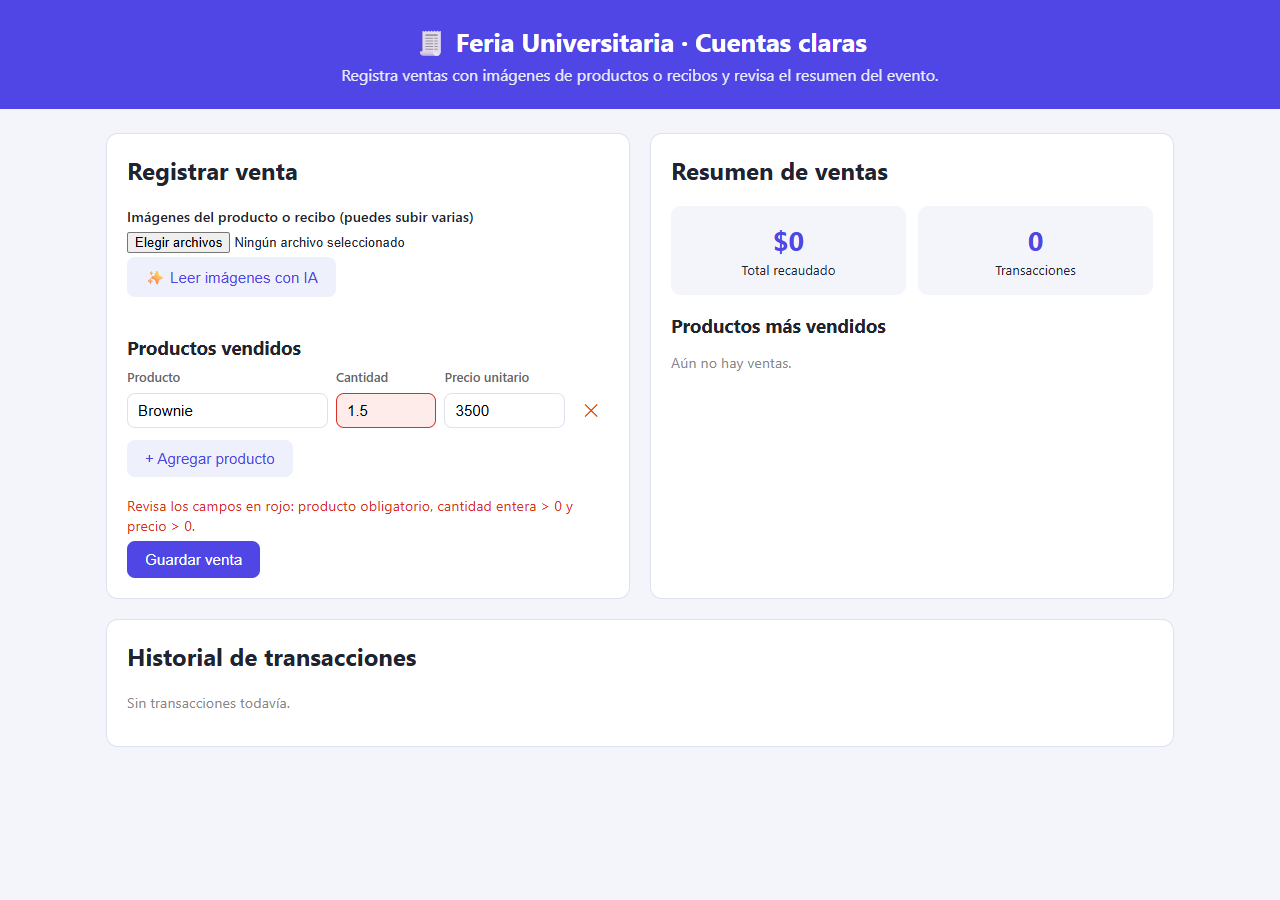 Feria Universitaria · Cuentas claras
Registra ventas con imágenes de productos o recibos y revisa el resumen del evento.
Registrar venta
Imágenes del producto o recibo (puedes subir varias)
Elegir archivos Ningún archivo seleccionado
Leer imágenes con IA
Productos vendidos
Producto Cantidad Precio unitario
Brownie 1.5 3500
+ Agregar producto
Revisa los campos en rojo: producto obligatorio, cantidad entera > 0 y
precio > 0.
Guardar venta
Resumen de ventas
$0 0
Total recaudado Transacciones
Productos más vendidos
Aún no hay ventas.
Historial de transacciones
Sin transacciones todavía.